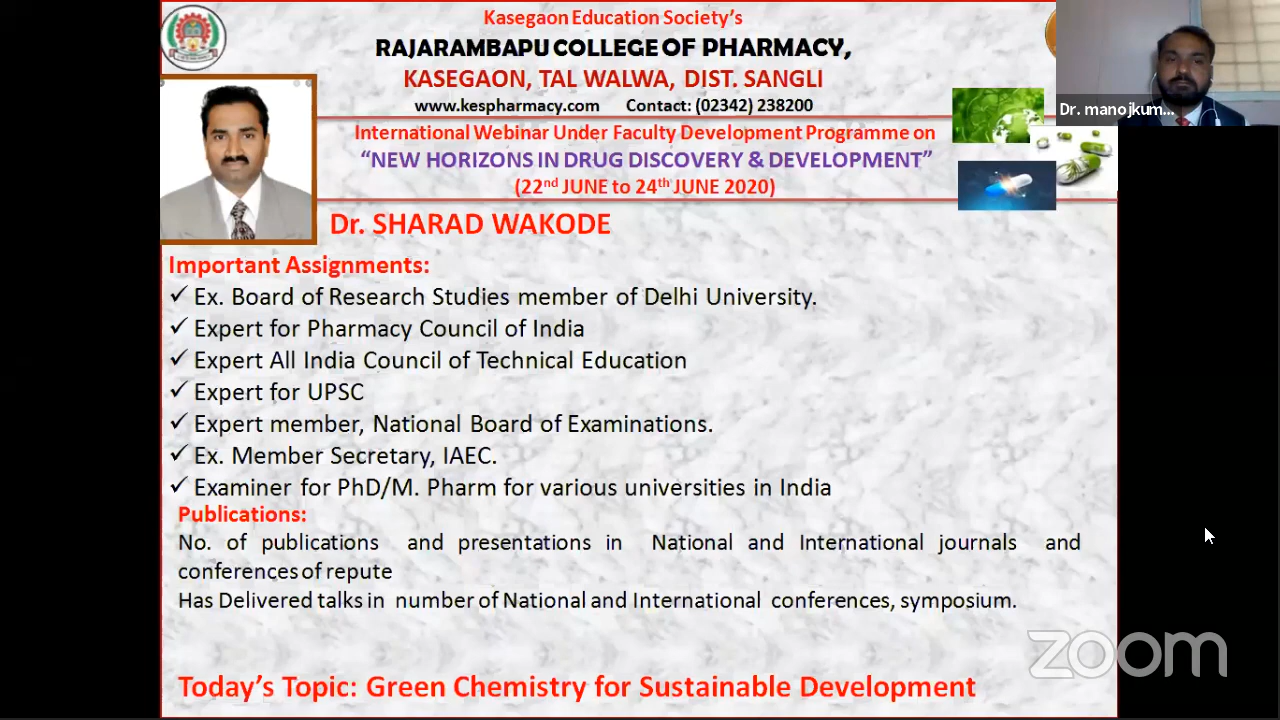 Kasegaon Education Society's
RAJARAMBAPU COLLEGE OF PHARMACY,
KASEGAON, TAL WALWA, DIST. SANGLI
www.kespharmacy.com Contact: (02342) 238200
International Webinar Under Faculty Development Programme on
“NEW HORIZONS IN DRUG DISCOVERY & DEVELOPMENT”
(22nd JUNE to 24th JUNE 2020)
Dr. manojkum...
Dr. SHARAD WAKODE
Important Assignments:
✓ Ex. Board of Research Studies member of Delhi University.
✓ Expert for Pharmacy Council of India
✓ Expert All India Council of Technical Education
✓ Expert for UPSC
✓ Expert member, National Board of Examinations.
✓ Ex. Member Secretary, IAEC.
✓ Examiner for PhD/M. Pharm for various universities in India
Publications:
No. of publications and presentations in National and International journals and
conferences of repute
Has Delivered talks in number of National and International conferences, symposium.
zoom
Today's Topic: Green Chemistry for Sustainable Development